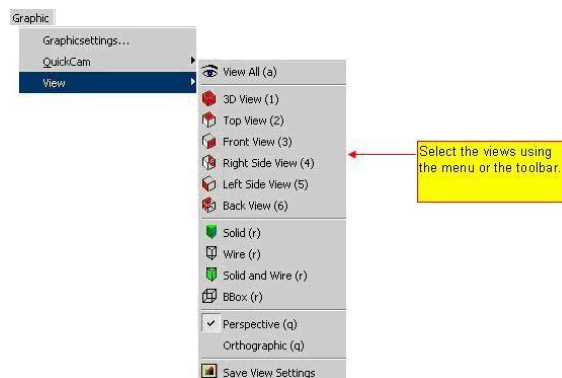 Graphic
Graphicsettings...
QuickCam
View
View All (a)
3D View (1)
Top View (2)
Front View (3)
Right Side View (4)
Left Side View (5)
Back View (6)
Solid (r)
Wire (r)
Solid and Wire (r)
BBox (r)
Perspective (q)
Orthographic (q)
Save View Settings
Select the views using
the menu or the toolbar.